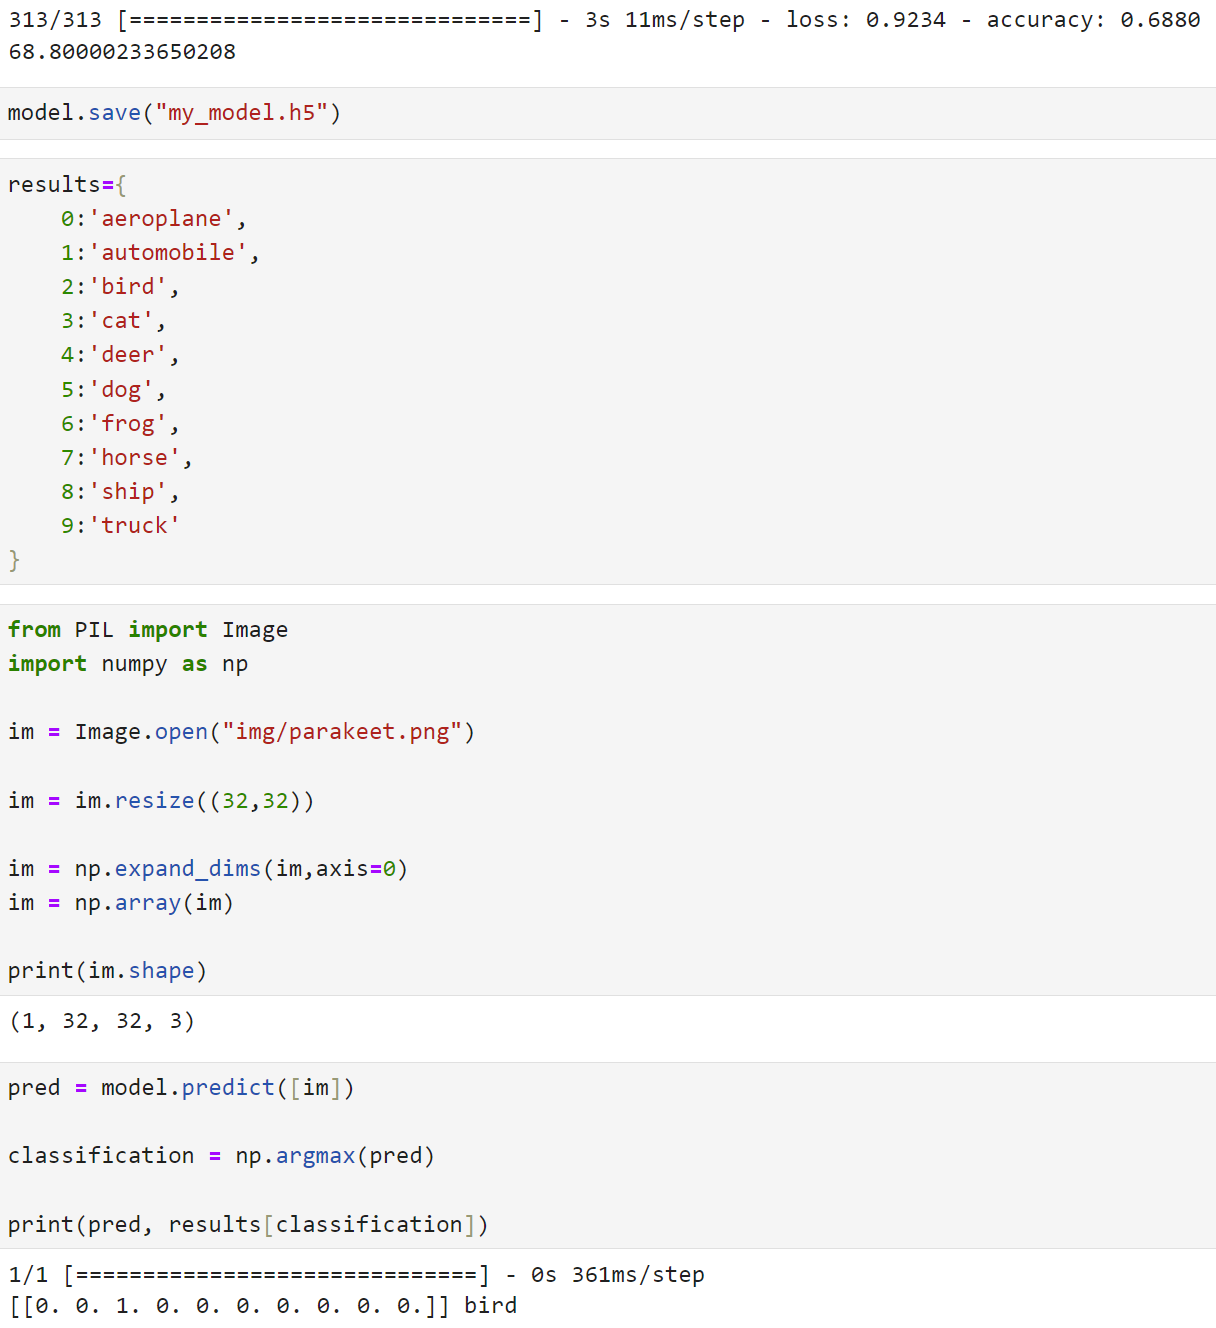 313/313 [==============================] - 3s 11ms/step - loss: 0.9234 - accuracy: 0.6880
68.80000233650208
model.save("my_model.h5")
results={
    0:'aeroplane',
    1:'automobile',
    2:'bird',
    3:'cat',
    4:'deer',
    5:'dog',
    6:'frog',
    7:'horse',
    8:'ship',
    9:'truck'
}
from PIL import Image
import numpy as np
im = Image.open("img/parakeet.png")
im = im.resize((32,32))
im = np.expand_dims(im,axis=0)
im = np.array(im)
print(im.shape)
(1, 32, 32, 3)
pred = model.predict([im])
classification = np.argmax(pred)
print(pred, results[classification])
1/1 [==============================] - 0s 361ms/step
[[0. 0. 1. 0. 0. 0. 0. 0. 0. 0.]] bird